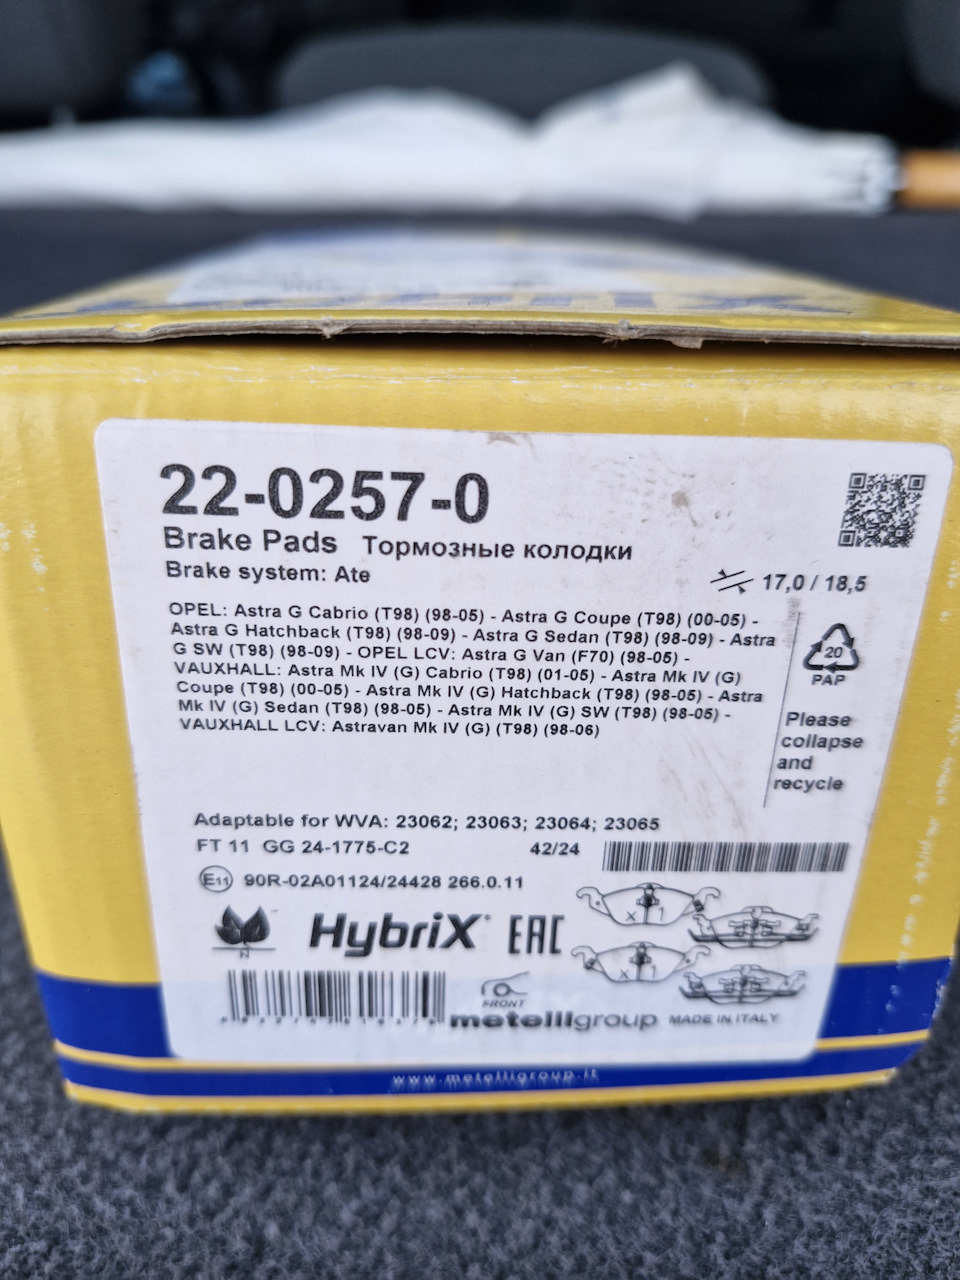 22-0257-0
Brake Pads Тормозные колодки
Brake system: Ate
17,0 / 18,5
OPEL: Astra G Cabrio (T98) (98-05) - Astra G Coupe (T98) (00-05) -
Astra G Hatchback (T98) (98-09) - Astra G Sedan (T98) (98-09) - Astra
G SW (T98) (98-09) - OPEL LCV: Astra G Van (F70) (98-05) -
VAUXHALL: Astra Mk IV (G) Cabrio (T98) (01-05) - Astra Mk IV (G)
Coupe (T98) (00-05) - Astra Mk IV (G) Hatchback (T98) (98-05) - Astra
Mk IV (G) Sedan (T98) (98-05) - Astra Mk IV (G) SW (T98) (98-05) -
VAUXHALL LCV: Astravan Mk IV (G) (T98) (98-06)
20
PAP
Please
collapse
and
recycle
Adaptable for WVA: 23062; 23063; 23064; 23065
FT 11 GG 24-1775-C2 42/24
E11 90R-02A01124/24428 266.0.11
X 1
X 1
N
HybriX EAC
FRONT
metelligroup MADE IN ITALY
www.metelligroup.it